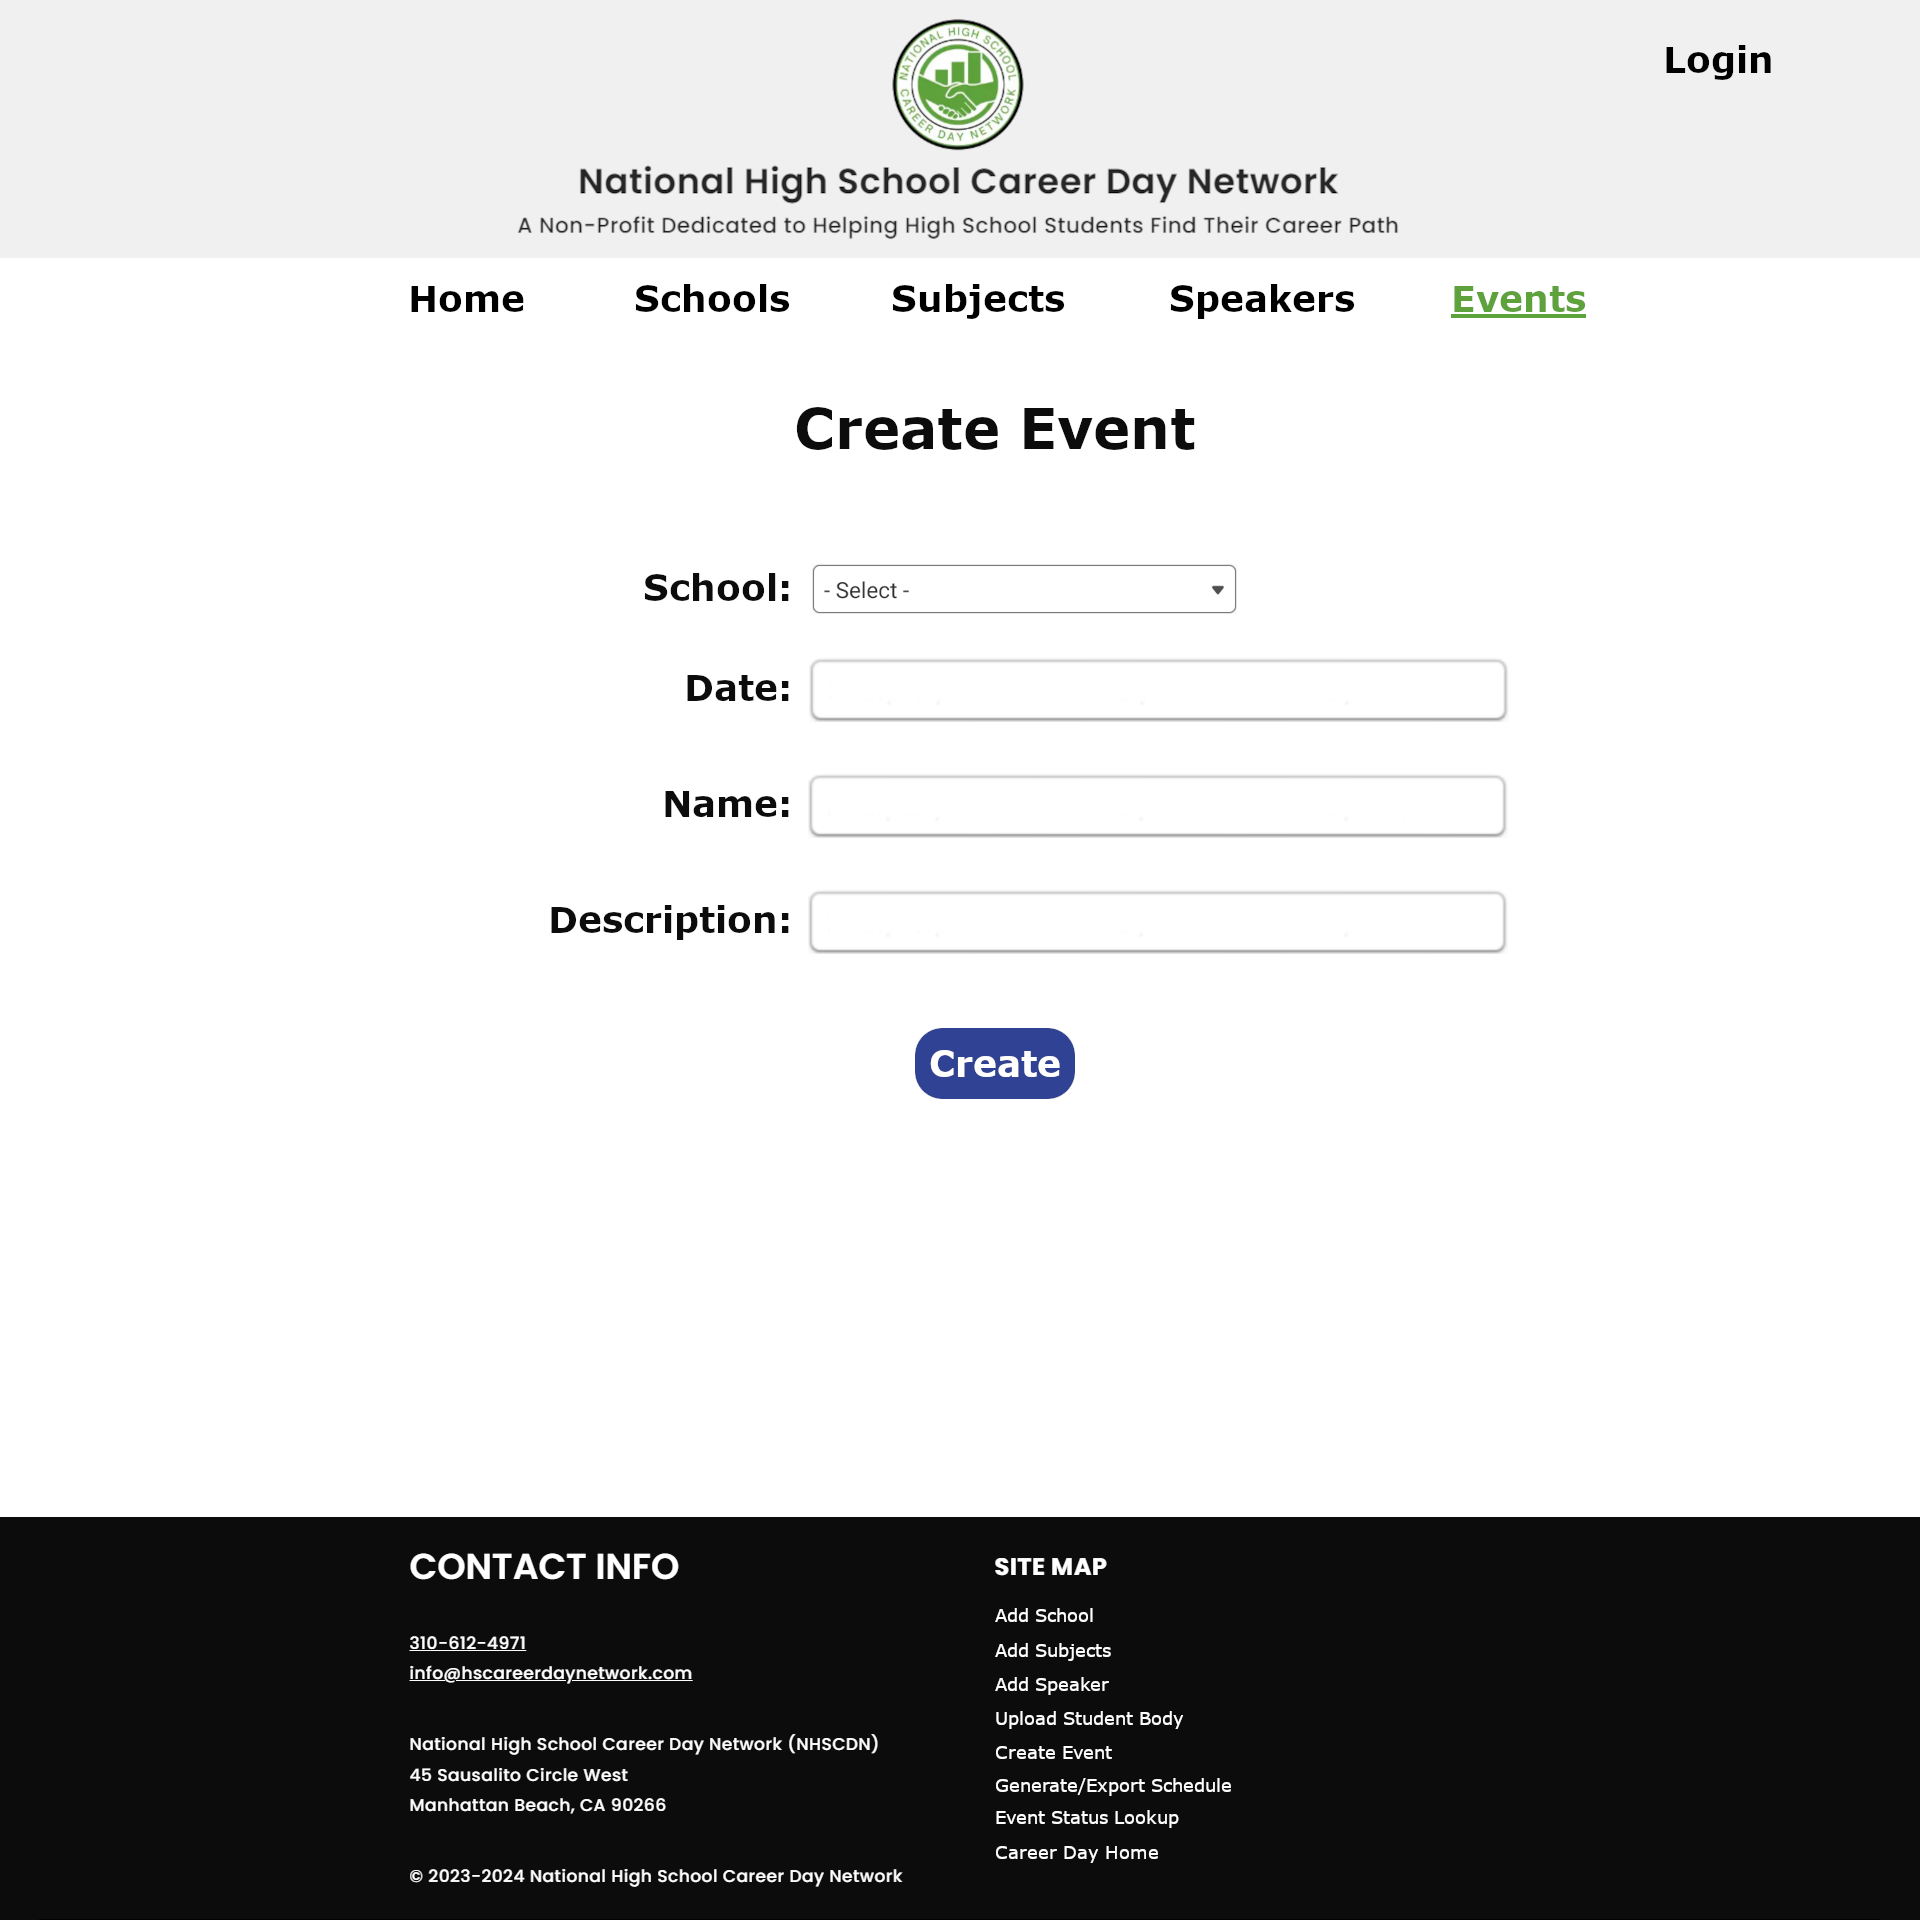 NATIONAL HIGH SCHOOL
CAREER DAY NETWORK
Login
National High School Career Day Network
A Non-Profit Dedicated to Helping High School Students Find Their Career Path
Home Schools Subjects Speakers Events
Create Event
School: - Select -
Date:
Name:
Description:
Create
CONTACT INFO
310-612-4971
info@hscareerdaynetwork.com
National High School Career Day Network (NHSCDN)
45 Sausalito Circle West
Manhattan Beach, CA 90266
© 2023-2024 National High School Career Day Network
SITE MAP
Add School
Add Subjects
Add Speaker
Upload Student Body
Create Event
Generate/Export Schedule
Event Status Lookup
Career Day Home